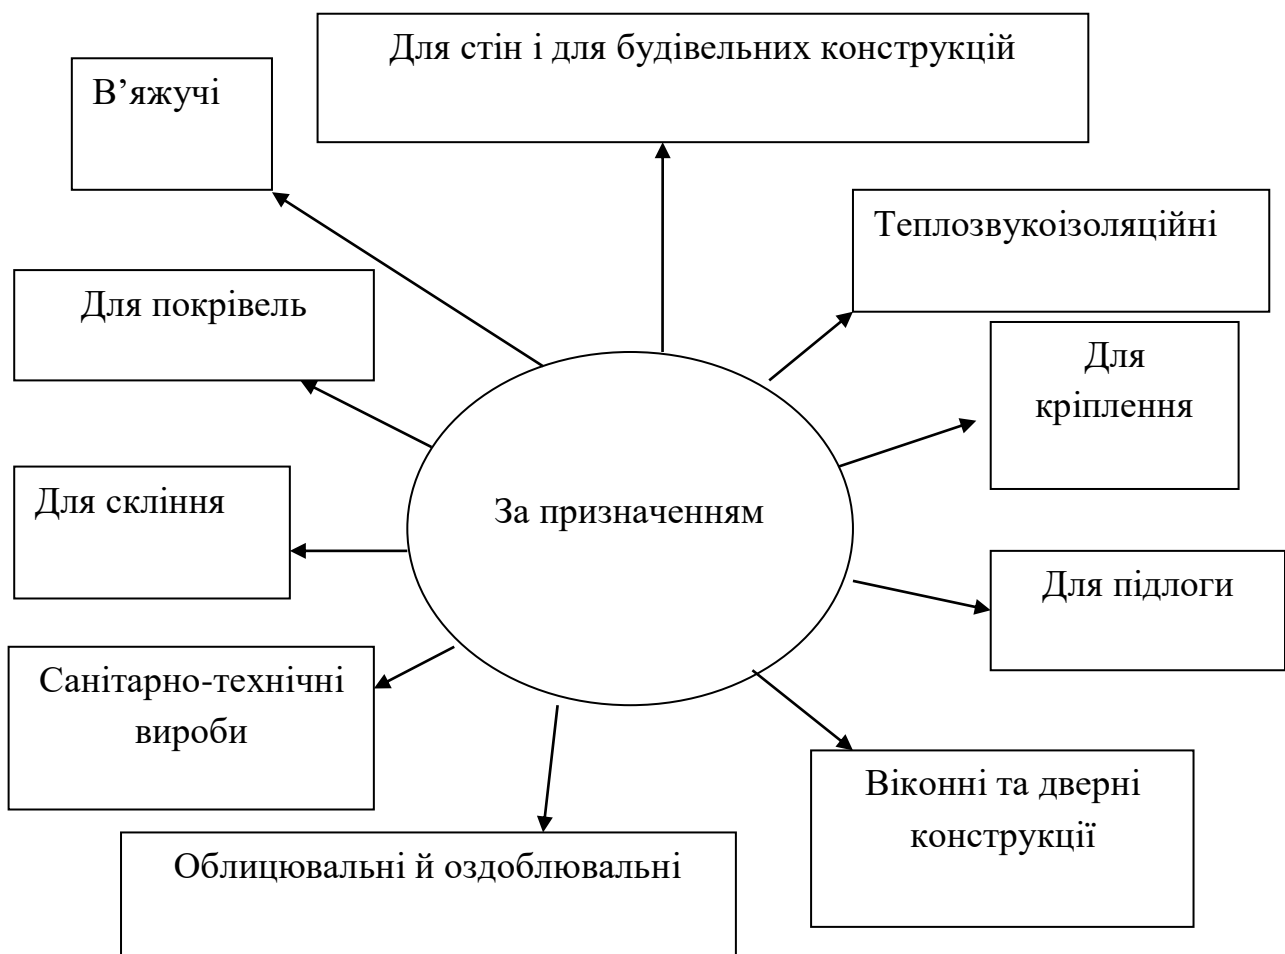 Для стін і для будівельних конструкцій
В’яжучі
Теплозвукоізоляційні
Для покрівель
Для
кріплення
Для скління
За призначенням
Для підлоги
Санітарно-технічні
вироби
Віконні та дверні
конструкції
Облицювальні й оздоблювальні